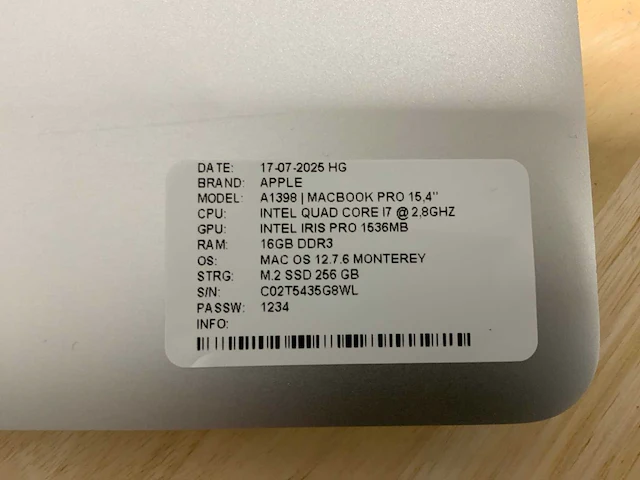 DATE: 17-07-2025 HG
BRAND: APPLE
MODEL: A1398 | MACBOOK PRO 15,4''
CPU: INTEL QUAD CORE I7 @ 2,8GHZ
GPU: INTEL IRIS PRO 1536MB
RAM: 16GB DDR3
OS: MAC OS 12.7.6 MONTEREY
STRG: M.2 SSD 256 GB
S/N: C02T5435G8WL
PASSW: 1234
INFO: